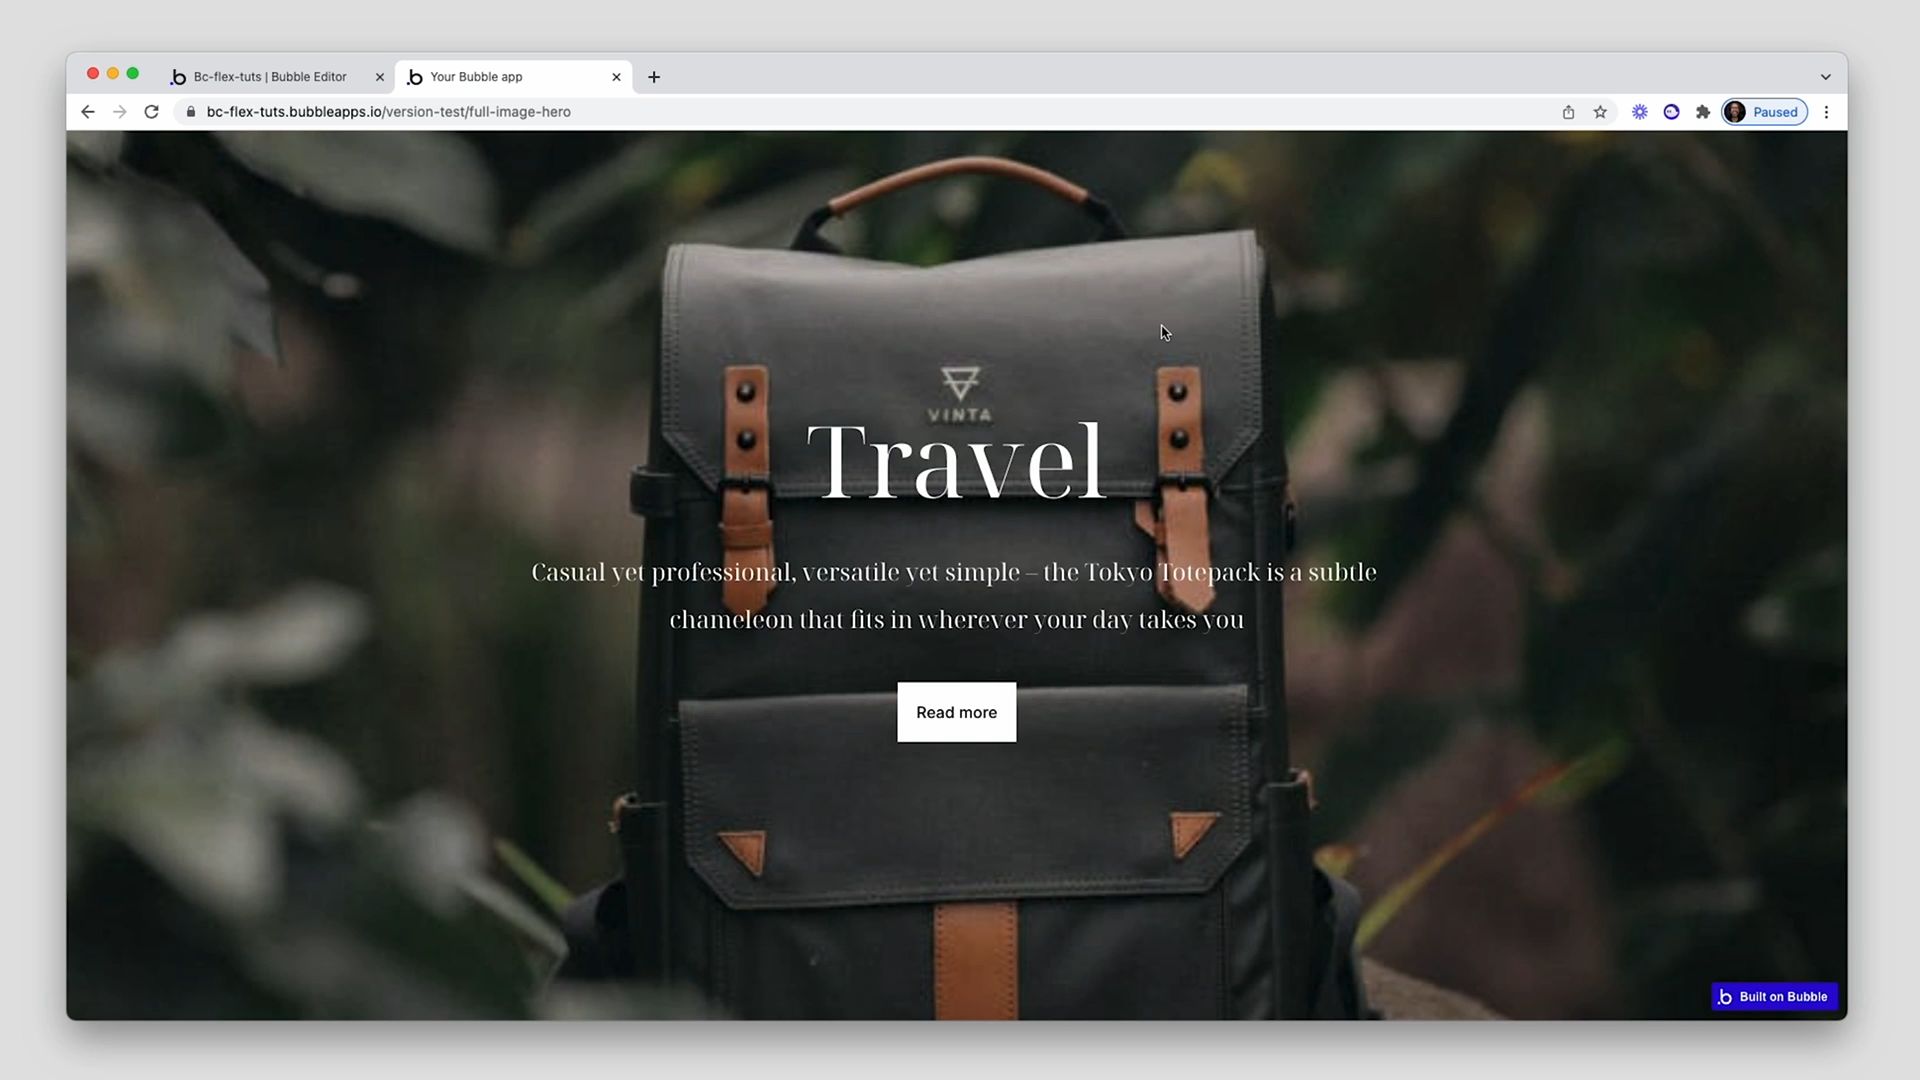 Bc-flex-tuts | Bubble Editor
Your Bubble app
bc-flex-tuts.bubbleapps.io/version-test/full-image-hero
Paused
VINTA
Travel
Casual yet professional, versatile yet simple – the Tokyo Totepack is a subtle
chameleon that fits in wherever your day takes you
Read more
Built on Bubble